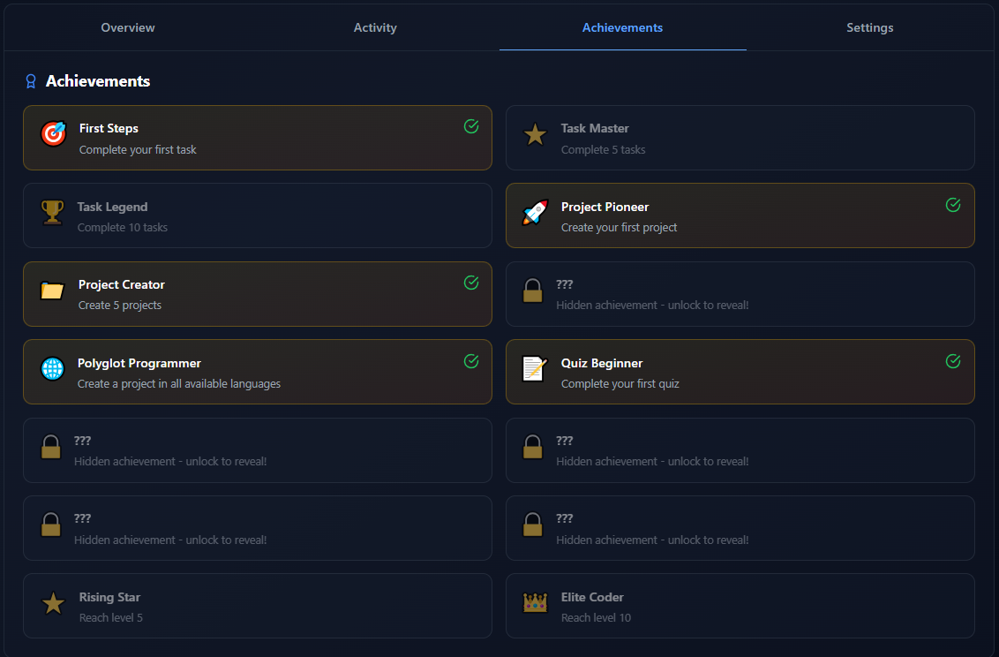 Overview
Activity
Achievements
Settings
Achievements
First Steps
Complete your first task
Task Master
Complete 5 tasks
Task Legend
Complete 10 tasks
Project Pioneer
Create your first project
Project Creator
Create 5 projects
???
Hidden achievement - unlock to reveal!
Polyglot Programmer
Create a project in all available languages
Quiz Beginner
Complete your first quiz
???
Hidden achievement - unlock to reveal!
???
Hidden achievement - unlock to reveal!
???
Hidden achievement - unlock to reveal!
???
Hidden achievement - unlock to reveal!
Rising Star
Reach level 5
Elite Coder
Reach level 10